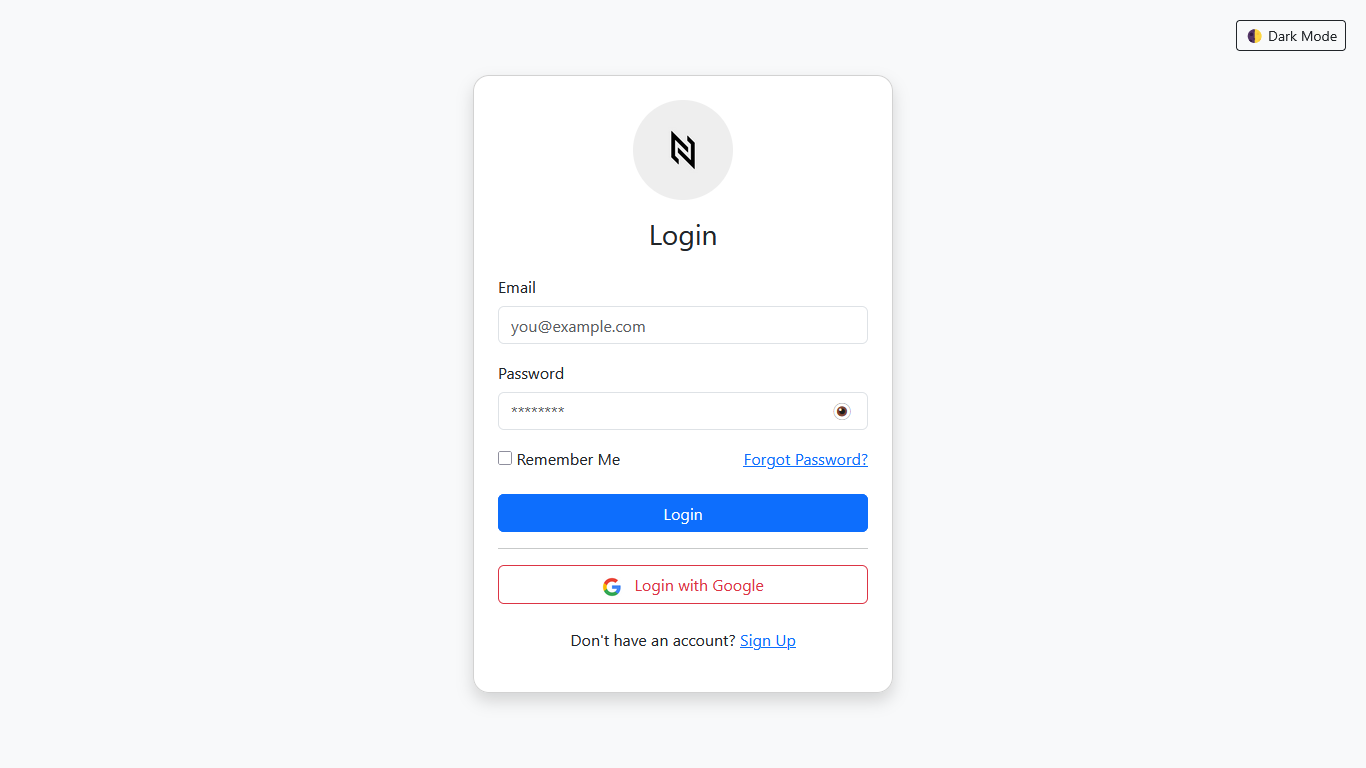 Dark Mode
Login
Email
you@example.com
Password
********
Remember Me Forgot Password?
Login
Login with Google
Don't have an account? Sign Up